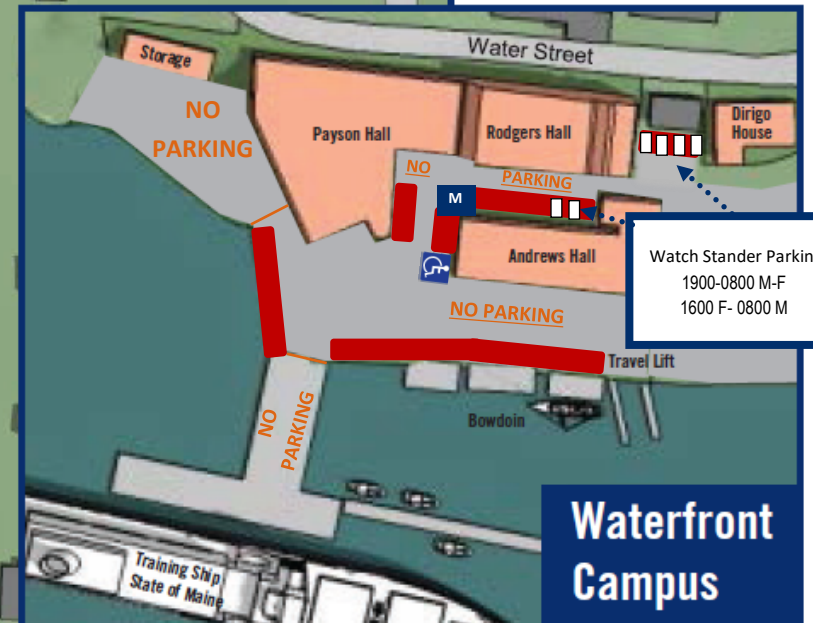 Water Street
Storage
NO
PARKING
Payson Hall
Rodgers Hall
Dirigo
House
NO
PARKING
M
Andrews Hall
Watch Stander Parkin
1900-0800 M-F
1600 F- 0800 M
NO PARKING
Travel Lift
Bowdoin
NO
PARKING
Training Ship
State of Maine
Waterfront
Campus